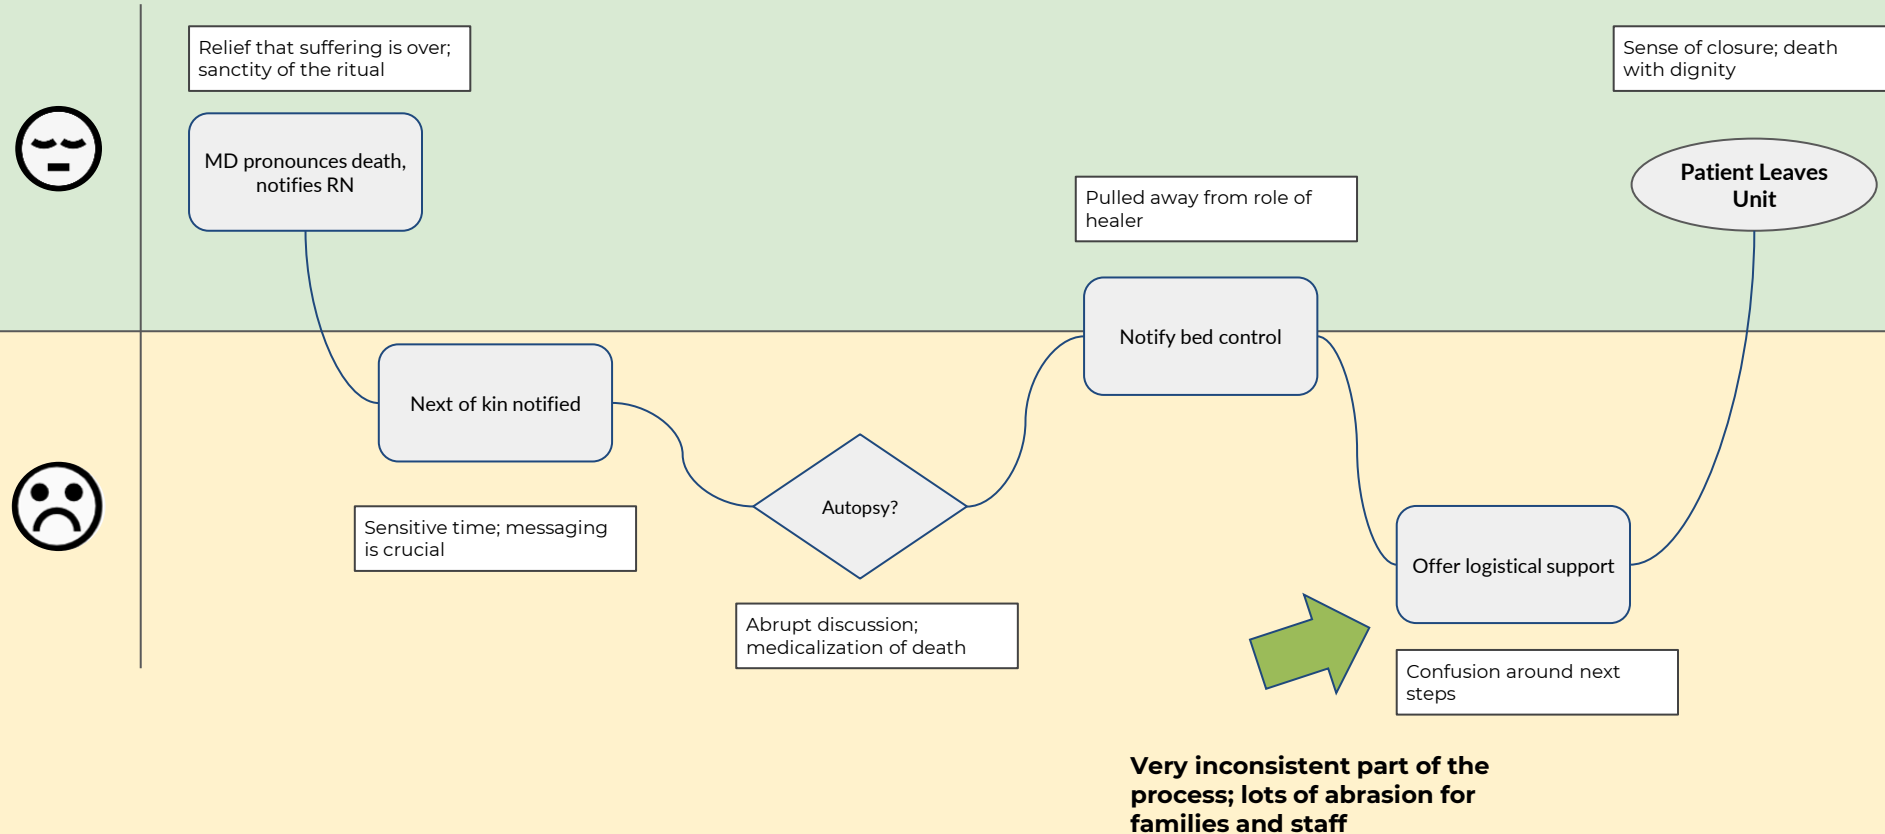 Relief that suffering is over;
sanctity of the ritual
MD pronounces death,
notifies RN
Next of kin notified
Sensitive time; messaging
is crucial
Autopsy?
Abrupt discussion;
medicalization of death
Pulled away from role of
healer
Notify bed control
Offer logistical support
Confusion around next
steps
Very inconsistent part of the
process; lots of abrasion for
families and staff
Sense of closure; death
with dignity
Patient Leaves
Unit